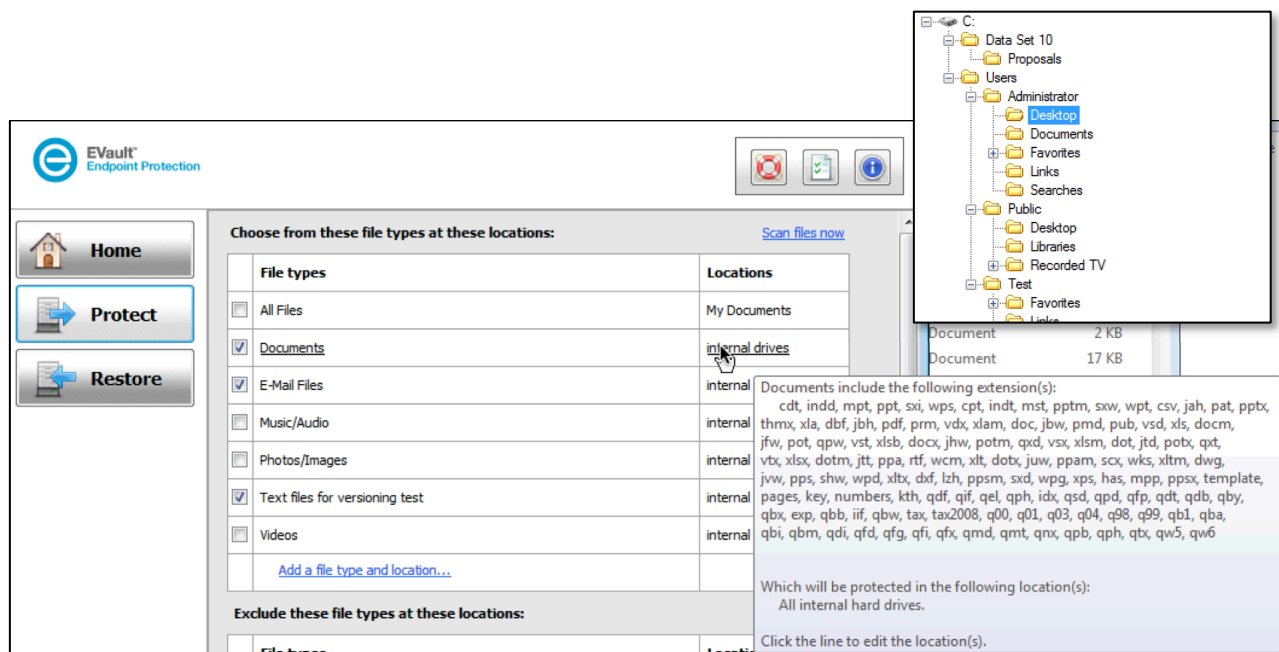 C:
Data Set 10
Proposals
Users
Administrator
Desktop
Documents
Favorites
Links
Searches
Public
Desktop
Libraries
Recorded TV
Test
Favorites
Links
EVault™
Endpoint Protection
Home
Protect
Restore
Choose from these file types at these locations: Scan files now
File types Locations
All Files My Documents
Documents internal drives
E-Mail Files internal
Music/Audio internal
Photos/Images internal
Text files for versioning test internal
Videos internal
Add a file type and location...
Exclude these file types at these locations:
File types
Document 2 KB
Document 17 KB
Documents include the following extension(s):
cdt, indd, mpt, ppt, sxi, wps, cpt, indt, mst, pptm, sxw, wpt, csv, jah, pat, pptx,
thmx, xla, dbf, jbh, pdf, prm, vdx, xlam, doc, jbw, pmd, pub, vsd, xls, docm,
jfw, pot, qpw, vst, xlsb, docx, jhw, potm, qxd, vsx, xlsm, dot, jtd, potx, qxt,
vtx, xlsx, dotm, jtt, ppa, rtf, wcm, xlt, dotx, juw, ppam, scx, wks, xltm, dwg,
jvw, pps, shw, wpd, xltx, dxf, lzh, ppsm, sxd, wpg, xps, has, mpp, ppsx, template,
pages, key, numbers, kth, qdf, qif, qel, qph, idx, qsd, qpd, qfp, qdt, qdb, qby,
qbx, exp, qbb, iif, qbw, tax, tax2008, q00, q01, q03, q04, q98, q99, qb1, qba,
qbi, qbm, qdi, qfd, qfg, qfi, qfx, qmd, qmt, qnx, qpb, qph, qtx, qw5, qw6
Which will be protected in the following location(s):
All internal hard drives.
Click the line to edit the location(s).